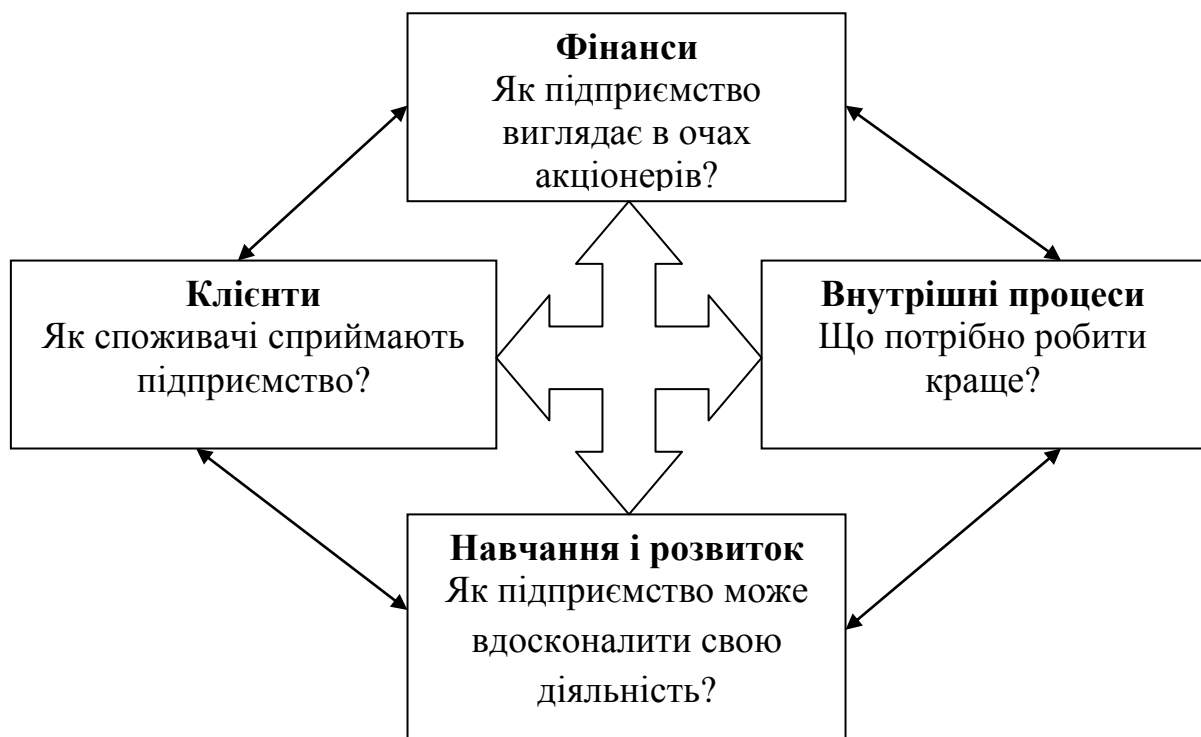 Фінанси
Як підприємство
виглядає в очах
акціонерів?
Клієнти
Як споживачі сприймають
підприємство?
Внутрішні процеси
Що потрібно робити
краще?
Навчання і розвиток
Як підприємство може
вдосконалити свою
діяльність?